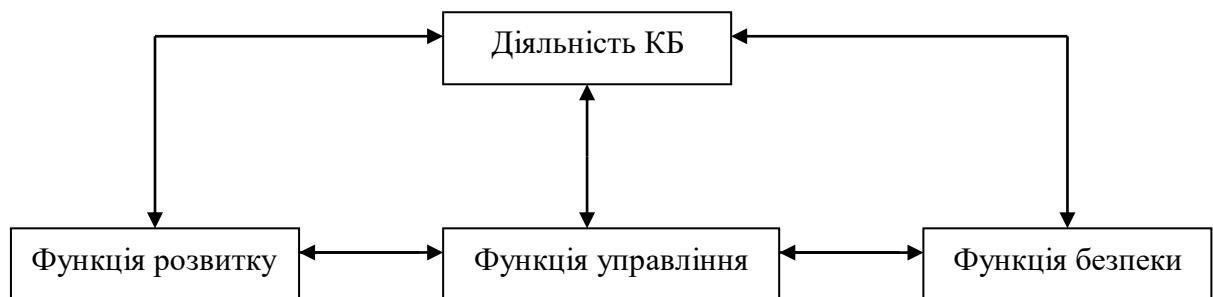 Діяльність КБ
Функція розвитку
Функція управління
Функція безпеки